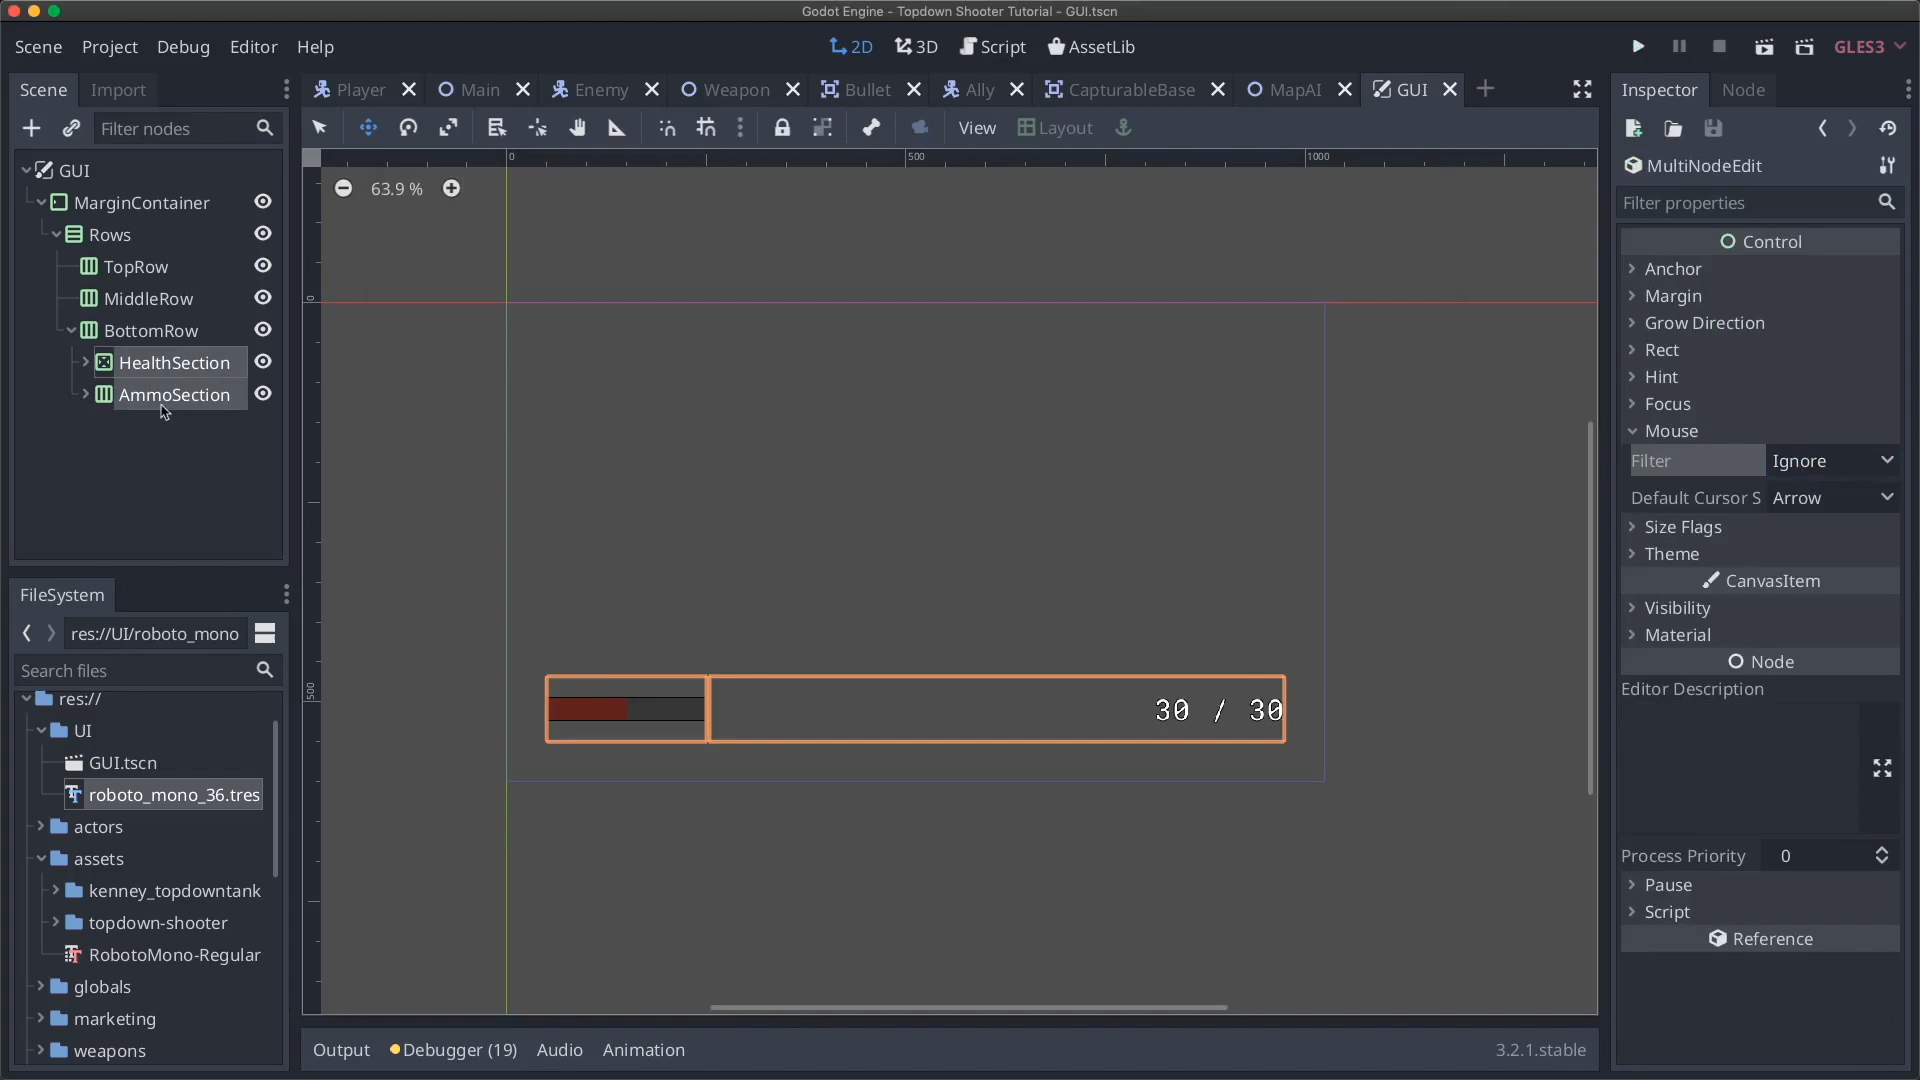 Godot Engine - Topdown Shooter Tutorial - GUI.tscn
Scene Project Debug Editor Help
2D 3D Script AssetLib
GLES3
Scene Import
Player Main Enemy Weapon Bullet Ally CapturableBase MapAI GUI
Inspector Node
Filter nodes
View Layout
GUI
MarginContainer
Rows
TopRow
MiddleRow
BottomRow
HealthSection
AmmoSection
0 500 1000
63.9 %
0
500
30 / 30
FileSystem
res://UI/roboto_mono
Search files
res://
UI
GUI.tscn
roboto_mono_36.tres
actors
assets
kenney_topdowntank
topdown-shooter
RobotoMono-Regular
globals
marketing
weapons
Output Debugger (19) Audio Animation
3.2.1.stable
MultiNodeEdit
Filter properties
Control
Anchor
Margin
Grow Direction
Rect
Hint
Focus
Mouse
Filter Ignore
Default Cursor S Arrow
Size Flags
Theme
CanvasItem
Visibility
Material
Node
Editor Description
Process Priority 0
Pause
Script
Reference